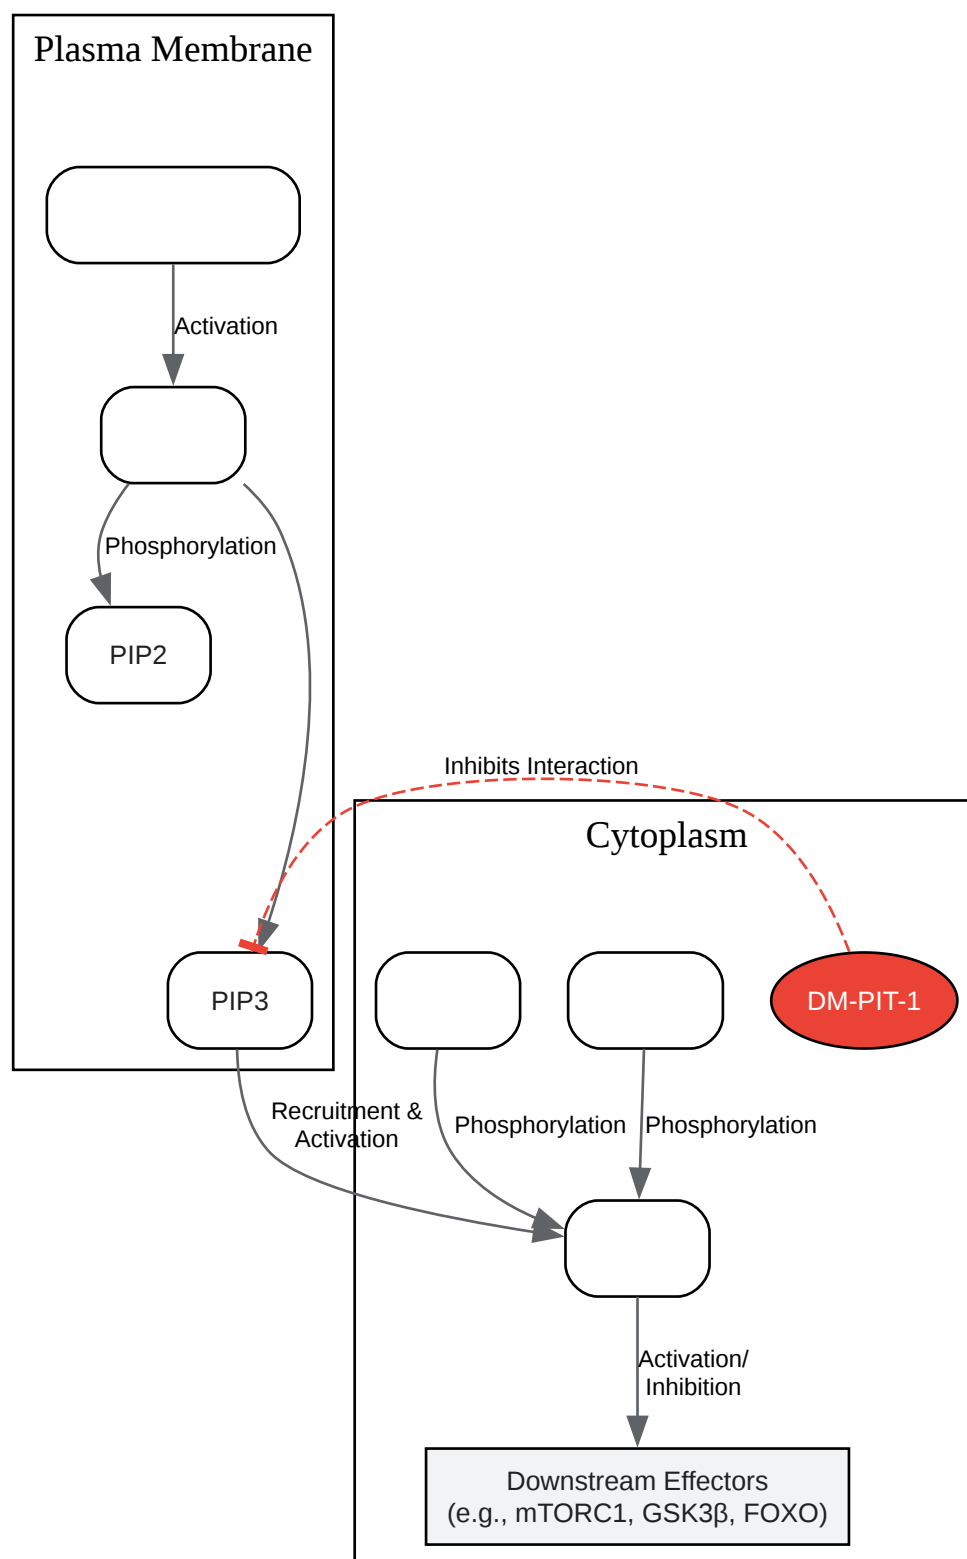 Plasma Membrane
Activation
Phosphorylation
PIP2
Inhibits Interaction
Cytoplasm
PIP3
DM-PIT-1
Recruitment &
Activation
Phosphorylation
Phosphorylation
Activation/
Inhibition
Downstream Effectors
(e.g., mTORC1, GSK3β, FOXO)